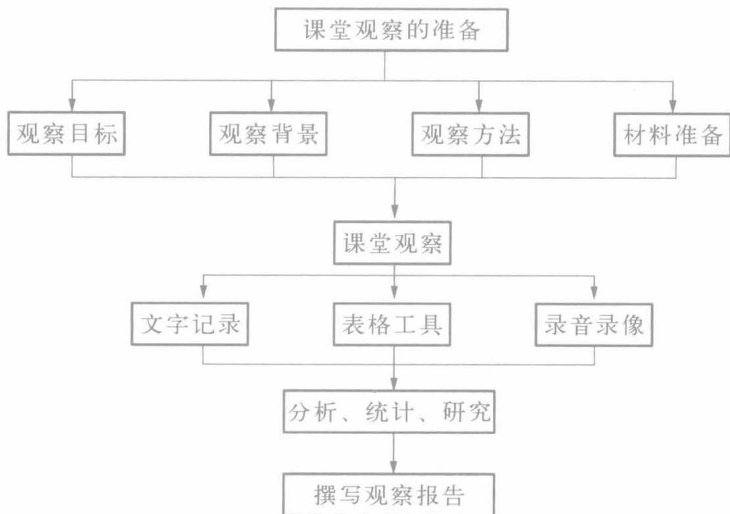 课堂观察的准备
观察目标 观察背景 观察方法 材料准备
课堂观察
文字记录 表格工具 录音录像
分析、统计、研究
撰写观察报告